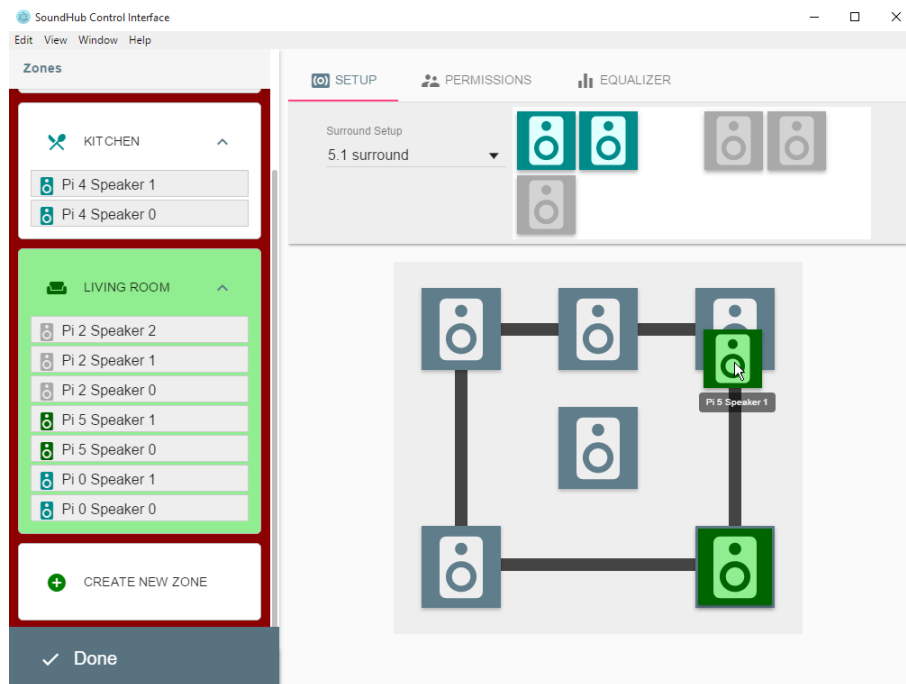 SoundHub Control Interface
Edit View Window Help
Zones
SETUP
PERMISSIONS
EQUALIZER
KITCHEN
Pi 4 Speaker 1
Pi 4 Speaker 0
LIVING ROOM
Pi 2 Speaker 2
Pi 2 Speaker 1
Pi 2 Speaker 0
Pi 5 Speaker 1
Pi 5 Speaker 0
Pi 0 Speaker 1
Pi 0 Speaker 0
CREATE NEW ZONE
Done
Surround Setup
5.1 surround
Pi 5 Speaker 1